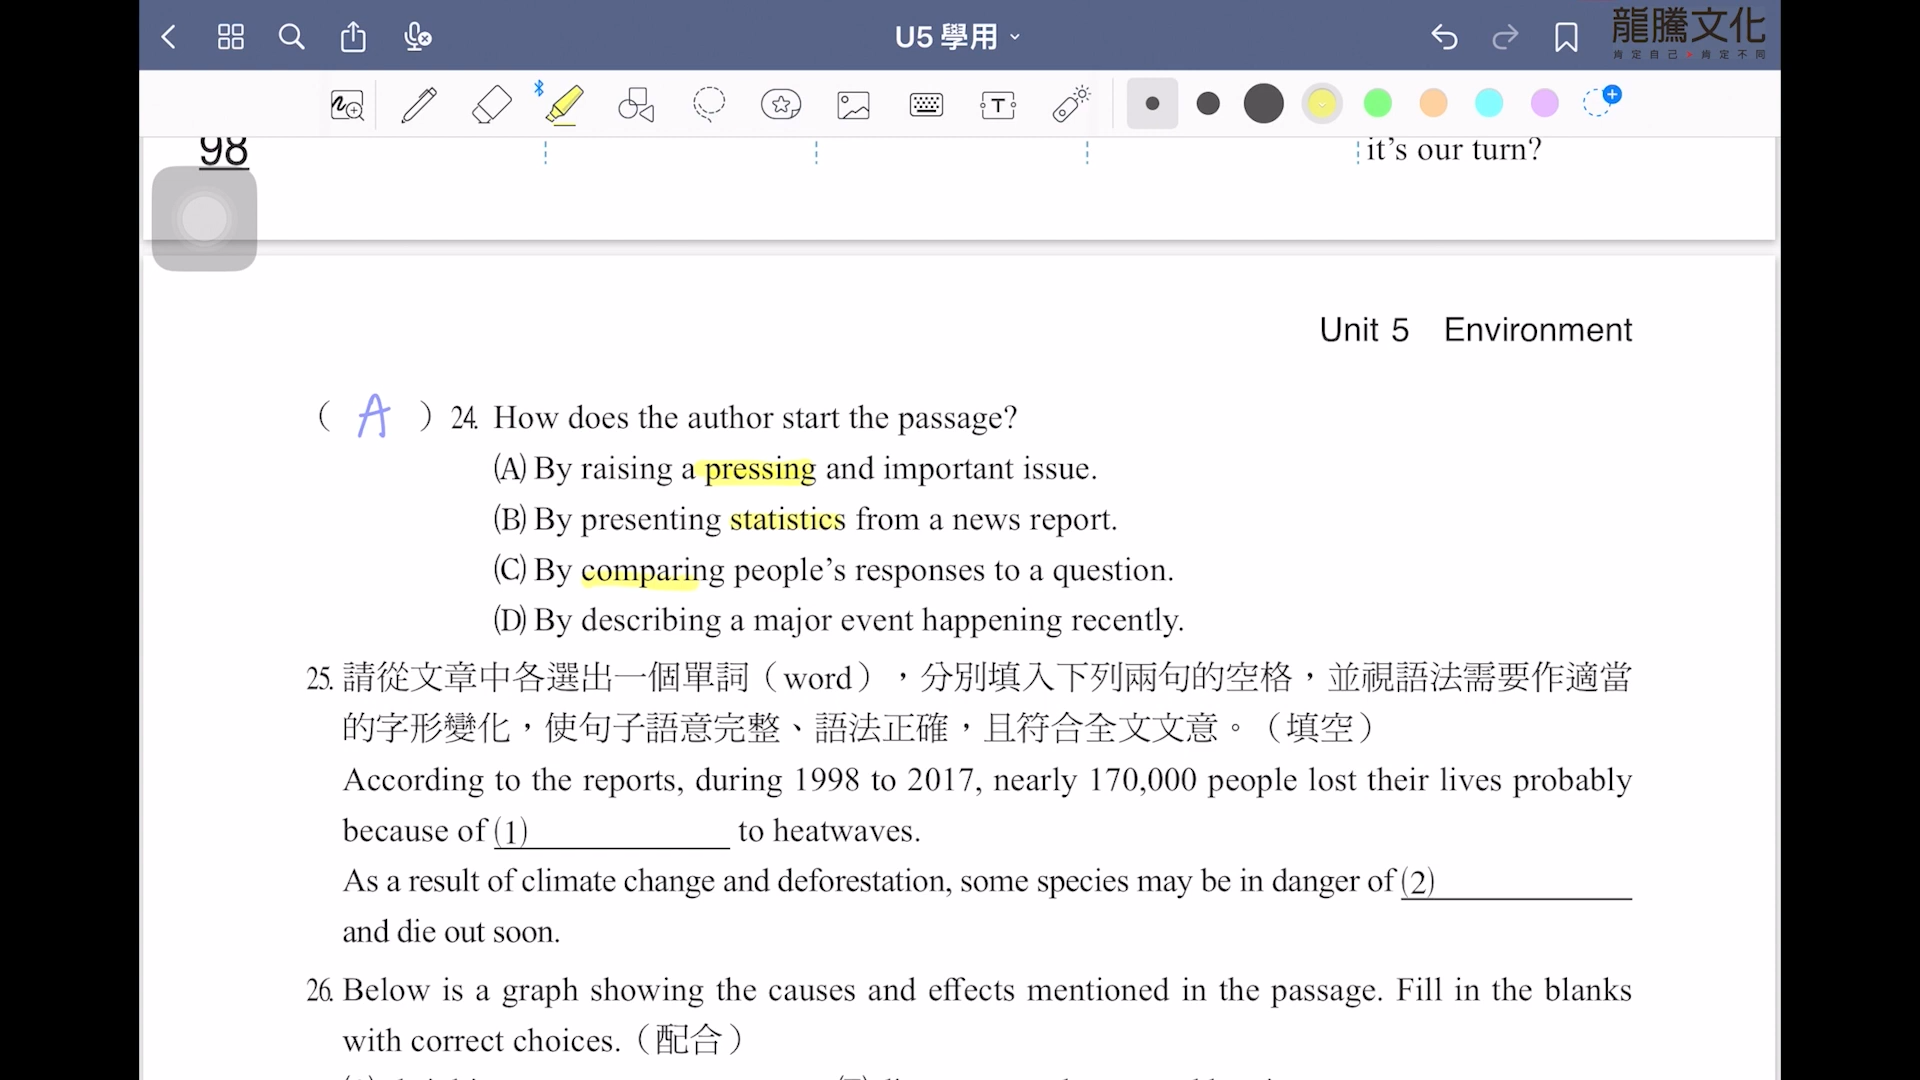 U5 學用
龍騰文化
肯定自己•肯定不同
T
98
it’s our turn?
Unit 5 Environment
( A ) 24. How does the author start the passage?
(A) By raising a pressing and important issue.
(B) By presenting statistics from a news report.
(C) By comparing people’s responses to a question.
(D) By describing a major event happening recently.
25. 請從文章中各選出一個單詞（word），分別填入下列兩句的空格，並視語法需要作適當
的字形變化，使句子語意完整、語法正確，且符合全文文意。（填空）
According to the reports, during 1998 to 2017, nearly 170,000 people lost their lives probably
because of (1) to heatwaves.
As a result of climate change and deforestation, some species may be in danger of (2)
and die out soon.
26. Below is a graph showing the causes and effects mentioned in the passage. Fill in the blanks
with correct choices.（配合）